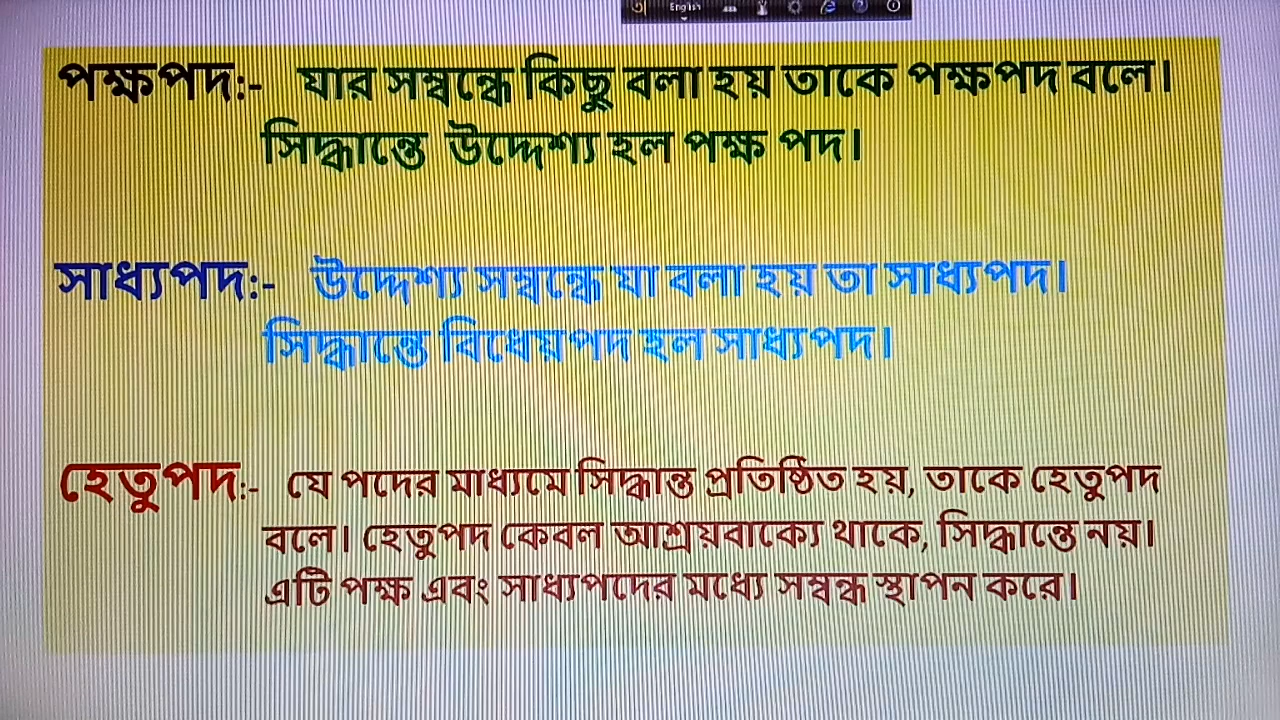 English
পক্ষপদ:- যার সম্বন্ধে কিছু বলা হয় তাকে পক্ষপদ বলে।
সিদ্ধান্তে উদ্দেশ্য হল পক্ষ পদ।
সাধ্যপদ:- উদ্দেশ্য সম্বন্ধে যা বলা হয় তা সাধ্যপদ।
সিদ্ধান্তে বিধেয়পদ হল সাধ্যপদ।
হেতুপদ:- যে পদের মাধ্যমে সিদ্ধান্ত প্রতিষ্ঠিত হয়, তাকে হেতুপদ
বলে। হেতুপদ কেবল আশ্রয়বাক্যে থাকে, সিদ্ধান্তে নয়।
এটি পক্ষ এবং সাধ্যপদের মধ্যে সম্বন্ধ স্থাপন করে।